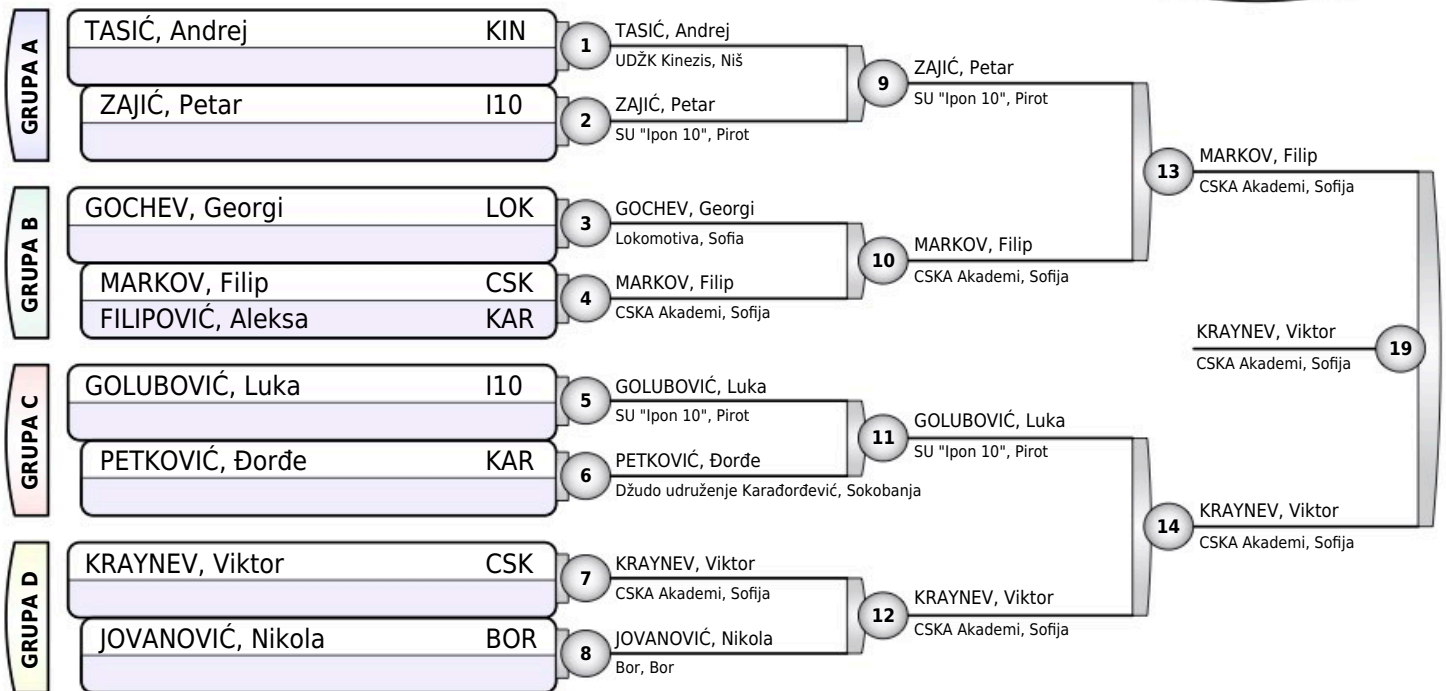 GRUPA A
TASIĆ, Andrej KIN
ZAJIĆ, Petar I10
GRUPA B
GOCHEV, Georgi LOK
MARKOV, Filip CSK
FILIPOVIĆ, Aleksa KAR
GRUPA C
GOLUBOVIĆ, Luka I10
PETKOVIĆ, Đorđe KAR
GRUPA D
KRAYNEV, Viktor CSK
JOVANOVIĆ, Nikola BOR
1
TASIĆ, Andrej
UDŽK Kinezis, Niš
2
ZAJIĆ, Petar
SU "Ipon 10", Pirot
3
GOCHEV, Georgi
Lokomotiva, Sofia
4
MARKOV, Filip
CSKA Akademi, Sofija
5
GOLUBOVIĆ, Luka
SU "Ipon 10", Pirot
6
PETKOVIĆ, Đorđe
Džudo udruženje Karađorđević, Sokobanja
7
KRAYNEV, Viktor
CSKA Akademi, Sofija
8
JOVANOVIĆ, Nikola
Bor, Bor
9
ZAJIĆ, Petar
SU "Ipon 10", Pirot
10
MARKOV, Filip
CSKA Akademi, Sofija
11
GOLUBOVIĆ, Luka
SU "Ipon 10", Pirot
12
KRAYNEV, Viktor
CSKA Akademi, Sofija
13
MARKOV, Filip
CSKA Akademi, Sofija
14
KRAYNEV, Viktor
CSKA Akademi, Sofija
KRAYNEV, Viktor
CSKA Akademi, Sofija
19